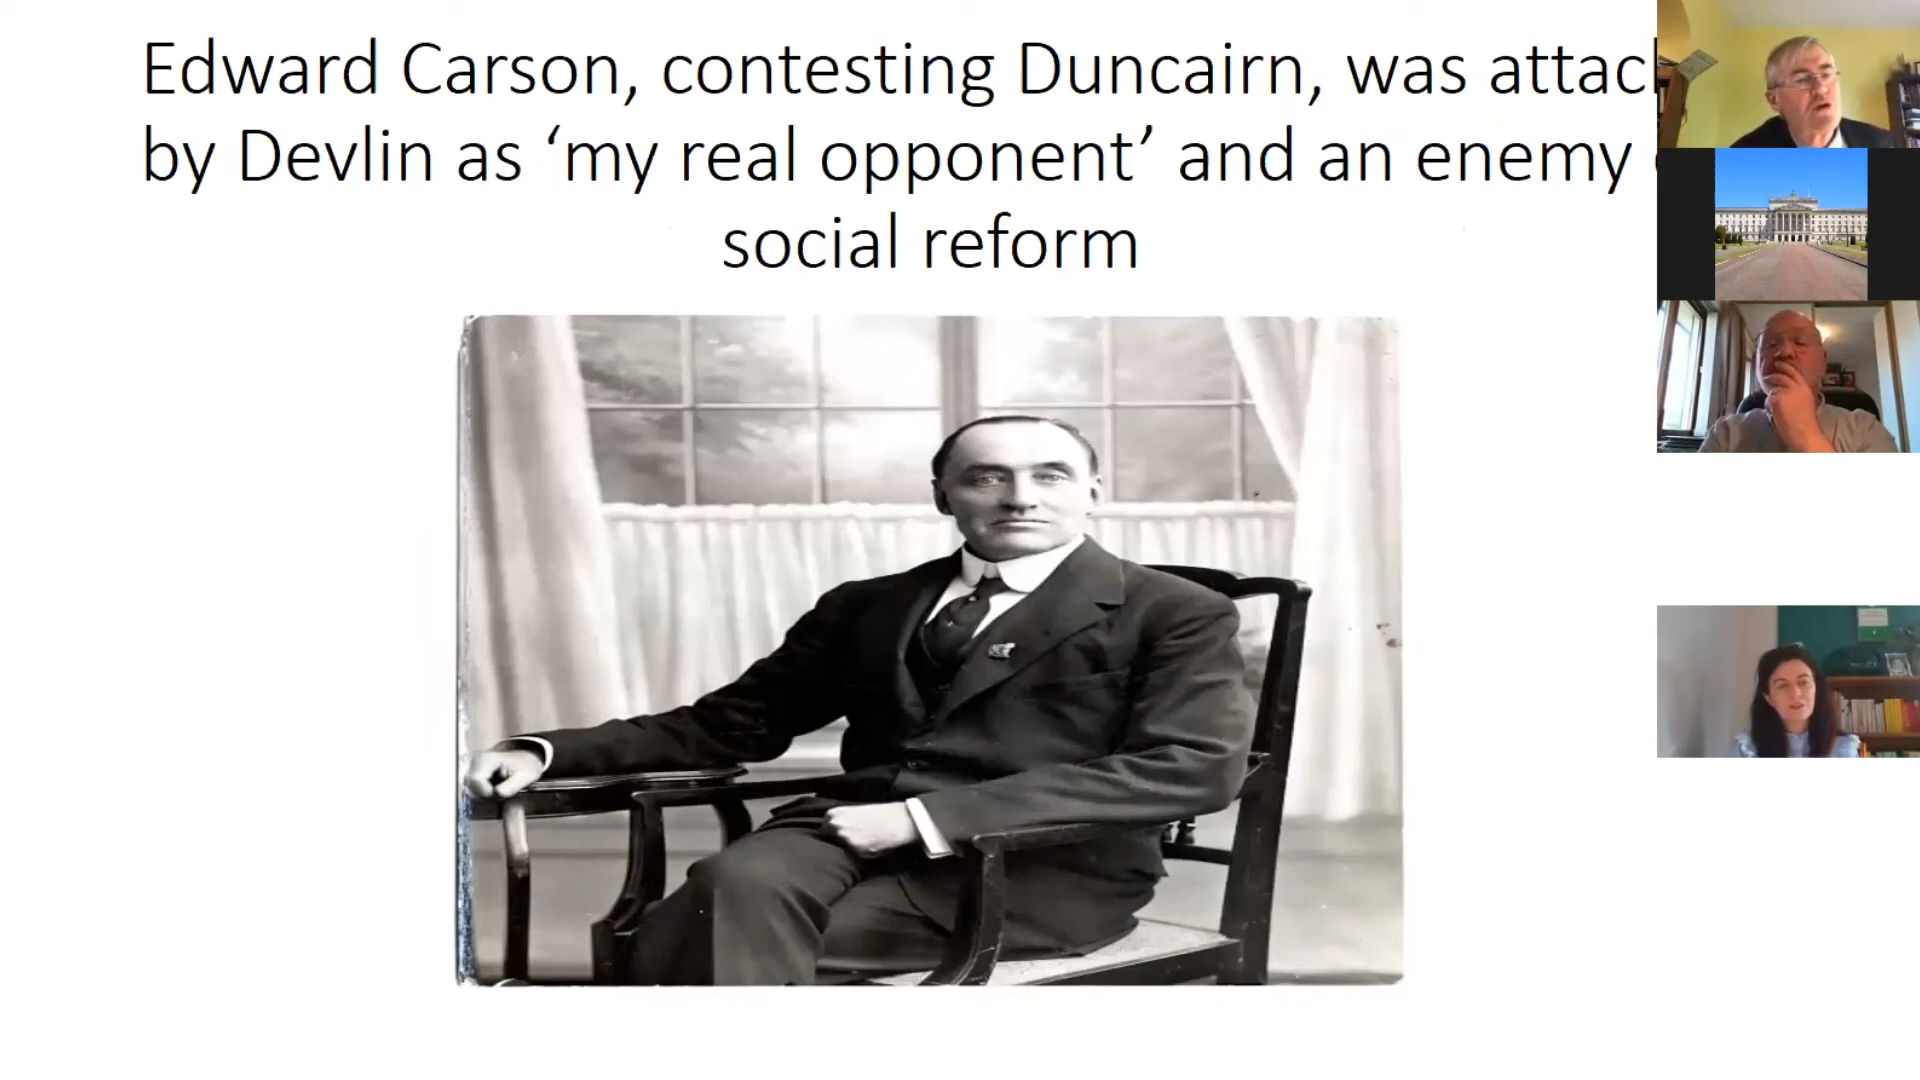 Edward Carson, contesting Duncairn, was attac
by Devlin as ‘my real opponent’ and an enemy
social reform